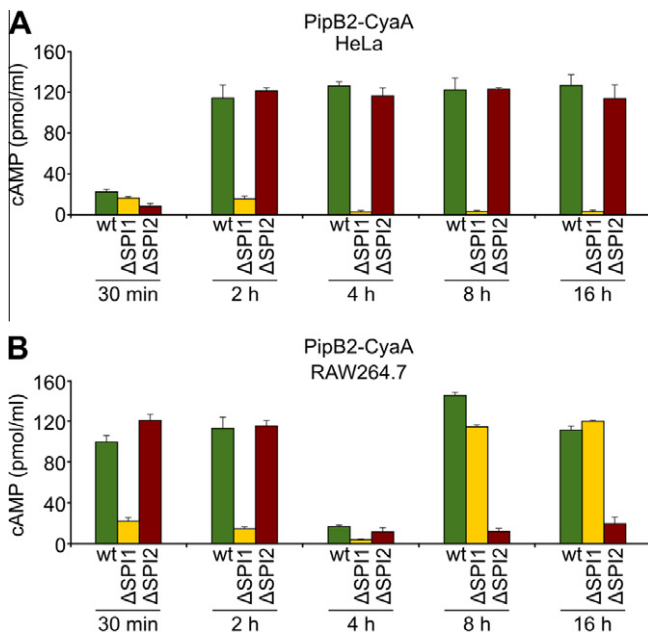 A
PipB2-CyaA
HeLa
cAMP (pmol/ml)
160
120
80
40
0
wt ΔSPI1 ΔSPI2 wt ΔSPI1 ΔSPI2 wt ΔSPI1 ΔSPI2 wt ΔSPI1 ΔSPI2 wt ΔSPI1 ΔSPI2
30 min 2 h 4 h 8 h 16 h
B
PipB2-CyaA
RAW264.7
cAMP (pmol/ml)
160
120
80
40
0
wt ΔSPI1 ΔSPI2 wt ΔSPI1 ΔSPI2 wt ΔSPI1 ΔSPI2 wt ΔSPI1 ΔSPI2 wt ΔSPI1 ΔSPI2
30 min 2 h 4 h 8 h 16 h